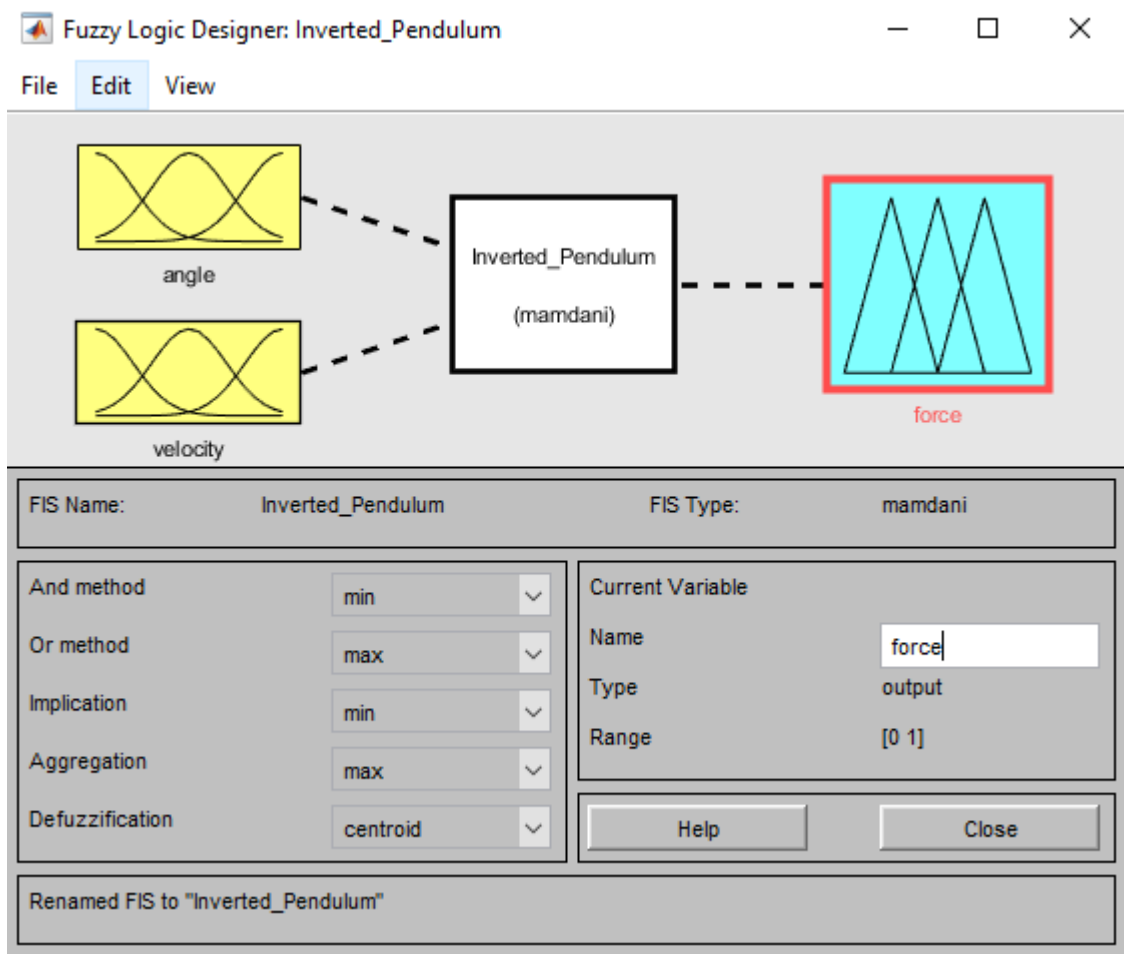 Fuzzy Logic Designer: Inverted_Pendulum
File Edit View
angle
velocity
Inverted_Pendulum
(mamdani)
force
FIS Name: Inverted_Pendulum FIS Type: mamdani
And method min
Or method max
Implication min
Aggregation max
Defuzzification centroid
Current Variable
Name force
Type output
Range [0 1]
Help Close
Renamed FIS to "Inverted_Pendulum"